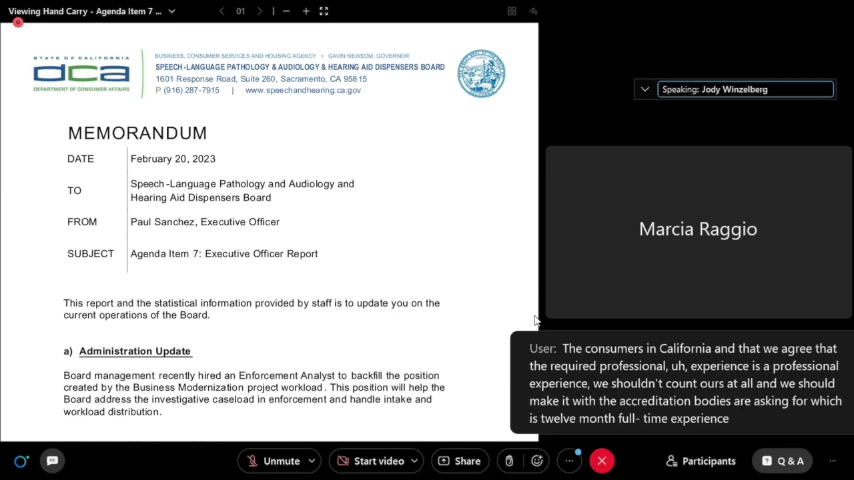 Viewing Hand Carry - Agenda Item 7 ...
01
STATE OF CALIFORNIA
dca
DEPARTMENT OF CONSUMER AFFAIRS
BUSINESS, CONSUMER SERVICES AND HOUSING AGENCY • GAVIN NEWSOM, GOVERNOR
SPEECH-LANGUAGE PATHOLOGY & AUDIOLOGY & HEARING AID DISPENSERS BOARD
1601 Response Road, Suite 260, Sacramento, CA 95815
P (916) 287-7915 | www.speechandhearing.ca.gov
MEMORANDUM
DATE February 20, 2023
TO Speech-Language Pathology and Audiology and
Hearing Aid Dispensers Board
FROM Paul Sanchez, Executive Officer
SUBJECT Agenda Item 7: Executive Officer Report
This report and the statistical information provided by staff is to update you on the
current operations of the Board.
a) Administration Update
Board management recently hired an Enforcement Analyst to backfill the position
created by the Business Modernization project workload. This position will help the
Board address the investigative caseload in enforcement and handle intake and
workload distribution.
Speaking: Jody Winzelberg
Marcia Raggio
User: The consumers in California and that we agree that
the required professional, uh, experience is a professional
experience, we shouldn't count ours at all and we should
make it with the accreditation bodies are asking for which
is twelve month full- time experience
Unmute
Start video
Share
Participants
Q & A